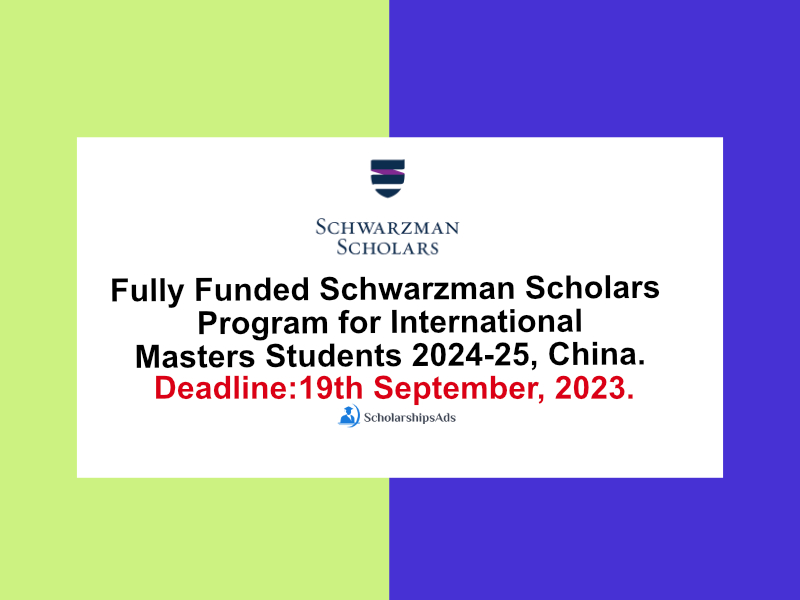 SCHWARZMAN
SCHOLARS
Fully Funded Schwarzman Scholars
Program for International
Masters Students 2024-25, China.
Deadline:19th September, 2023.
ScholarshipsAds